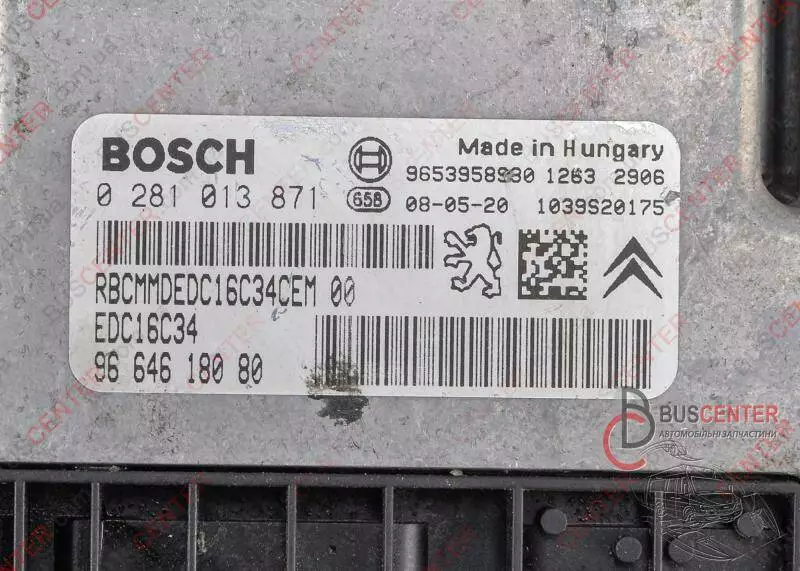 BOSCH
Made in Hungary
9653958930 1263 2906
0 281 013 871
658
08-05-20 1039S20175
RBCMMDEDC16C34CEM 00
EDC16C34
96 646 180 80
BUSCENTER
АВТОМОБІЛЬНІ ЗАПЧАСТИНИ